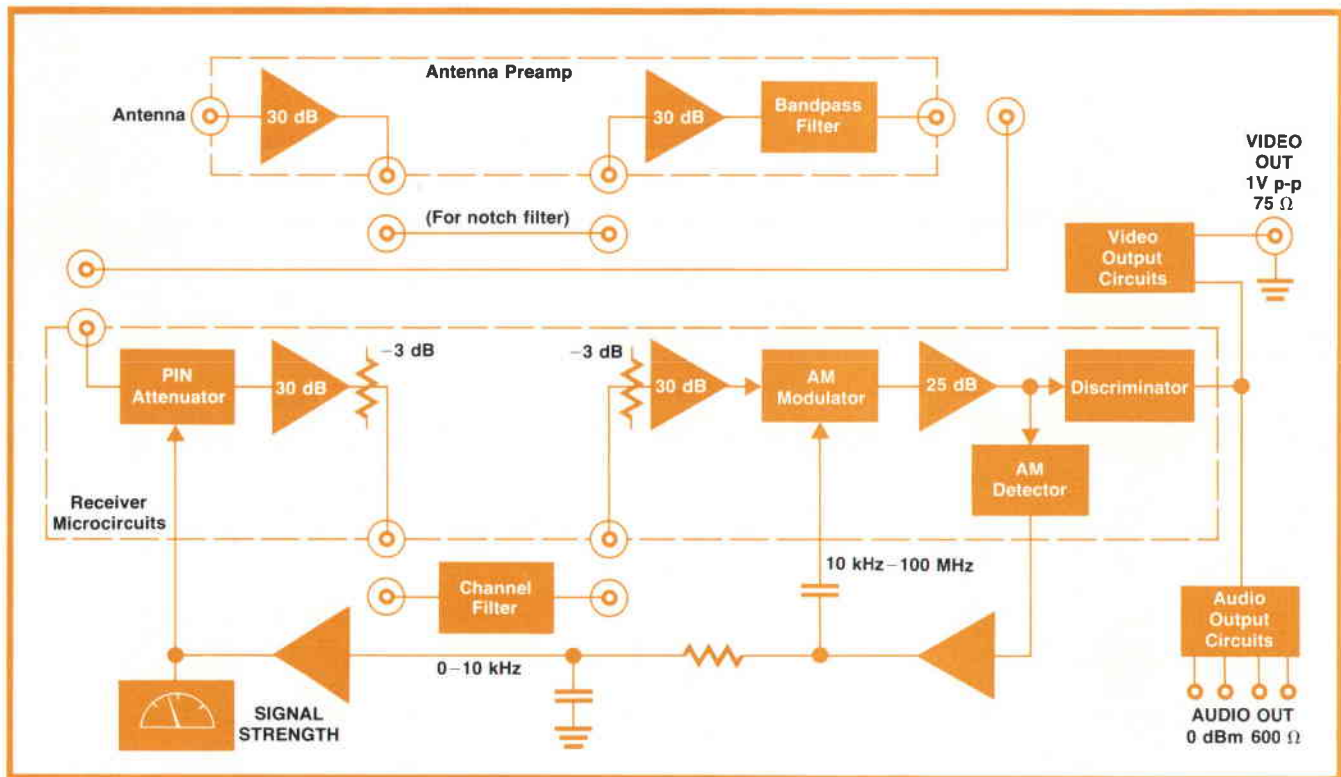 Antenna Preamp
Antenna
30 dB
30 dB
Bandpass
Filter
VIDEO
OUT
1V p-p
75 Ω
(For notch filter)
Video
Output
Circuits
PIN
Attenuator
30 dB
−3 dB
−3 dB
30 dB
AM
Modulator
25 dB
Discriminator
AM
Detector
Receiver
Microcircuits
Channel
Filter
10 kHz−100 MHz
0−10 kHz
Audio
Output
Circuits
SIGNAL
STRENGTH
AUDIO OUT
0 dBm 600 Ω